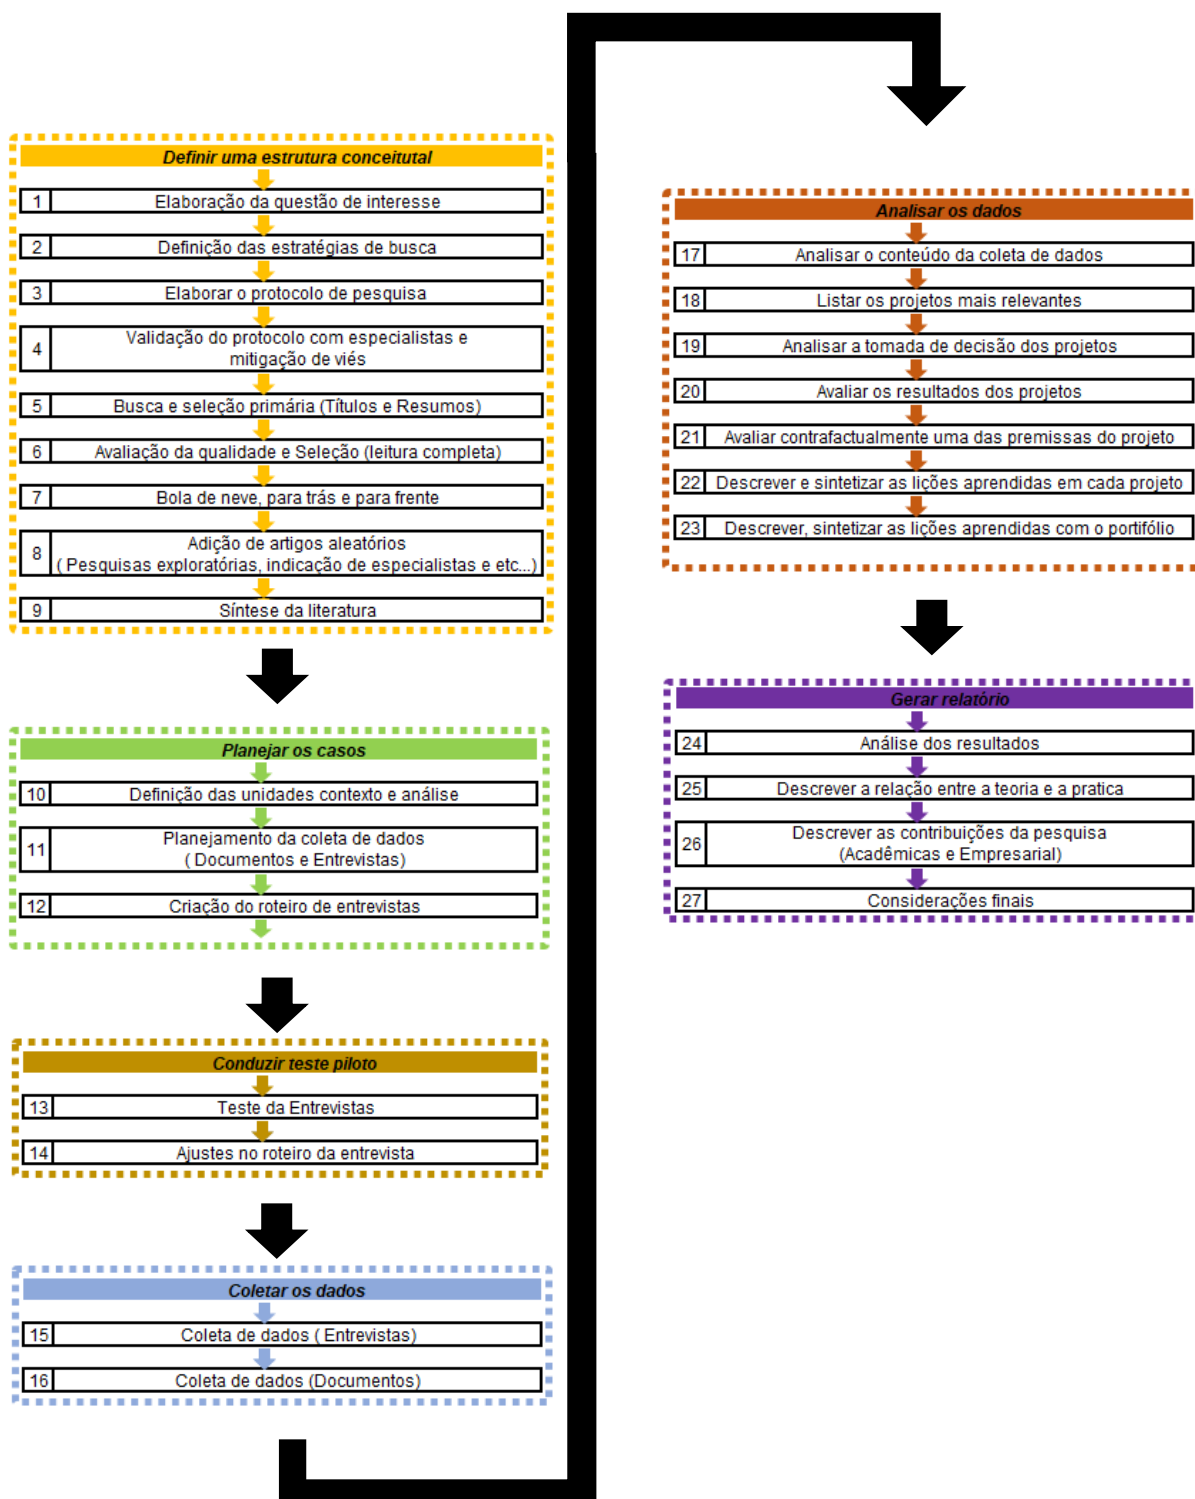 Definir uma estrutura conceitutal
1 Elaboração da questão de interesse
2 Definição das estratégias de busca
3 Elaborar o protocolo de pesquisa
4 Validação do protocolo com especialistas e
mitigação de viés
5 Busca e seleção primária (Títulos e Resumos)
6 Avaliação da qualidade e Seleção (leitura completa)
7 Bola de neve, para trás e para frente
8 Adição de artigos aleatórios
( Pesquisas exploratórias, indicação de especialistas e etc...)
9 Síntese da literatura
Planejar os casos
10 Definição das unidades contexto e análise
11 Planejamento da coleta de dados
( Documentos e Entrevistas)
12 Criação do roteiro de entrevistas
Conduzir teste piloto
13 Teste da Entrevistas
14 Ajustes no roteiro da entrevista
Coletar os dados
15 Coleta de dados ( Entrevistas)
16 Coleta de dados (Documentos)
Analisar os dados
17 Analisar o conteúdo da coleta de dados
18 Listar os projetos mais relevantes
19 Analisar a tomada de decisão dos projetos
20 Avaliar os resultados dos projetos
21 Avaliar contrafactualmente uma das premissas do projeto
22 Descrever e sintetizar as lições aprendidas em cada projeto
23 Descrever, sintetizar as lições aprendidas com o portifólio
Gerar relatório
24 Análise dos resultados
25 Descrever a relação entre a teoria e a pratica
26 Descrever as contribuições da pesquisa
(Acadêmicas e Empresarial)
27 Considerações finais